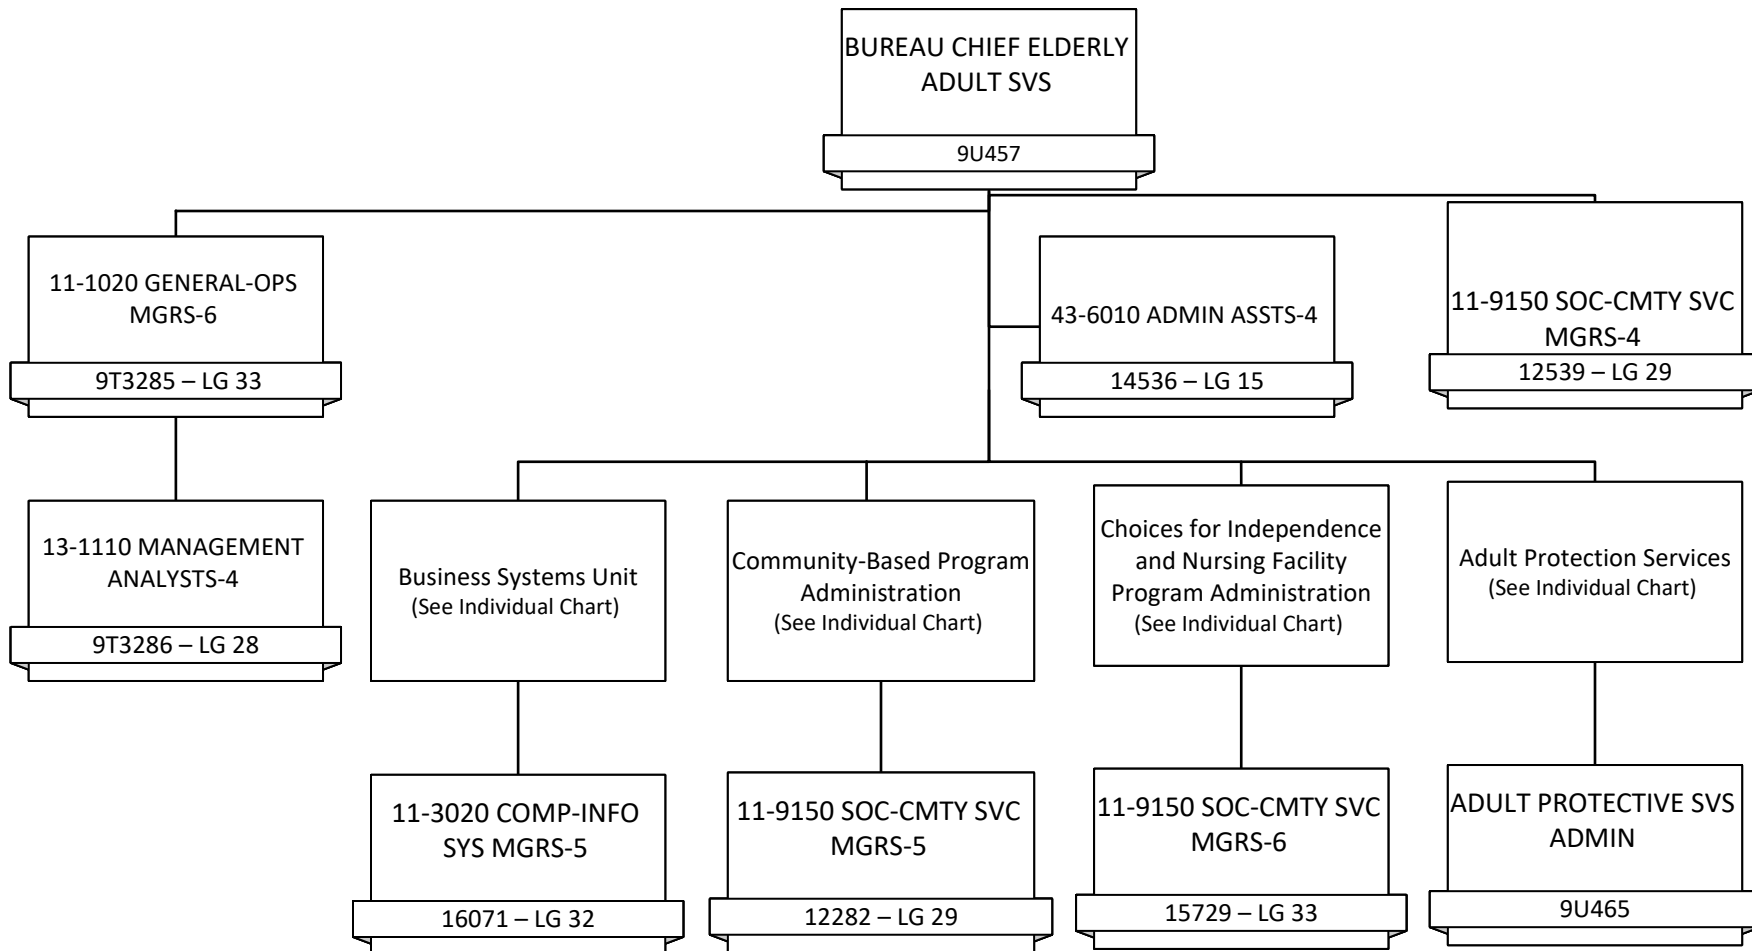 BUREAU CHIEF ELDERLY
ADULT SVS
9U457
11-1020 GENERAL-OPS
MGRS-6
9T3285 – LG 33
43-6010 ADMIN ASSTS-4
14536 – LG 15
11-9150 SOC-CMTY SVC
MGRS-4
12539 – LG 29
13-1110 MANAGEMENT
ANALYSTS-4
9T3286 – LG 28
Business Systems Unit
(See Individual Chart)
Community-Based Program
Administration
(See Individual Chart)
Choices for Independence
and Nursing Facility
Program Administration
(See Individual Chart)
Adult Protection Services
(See Individual Chart)
11-3020 COMP-INFO
SYS MGRS-5
16071 – LG 32
11-9150 SOC-CMTY SVC
MGRS-5
12282 – LG 29
11-9150 SOC-CMTY SVC
MGRS-6
15729 – LG 33
ADULT PROTECTIVE SVS
ADMIN
9U465